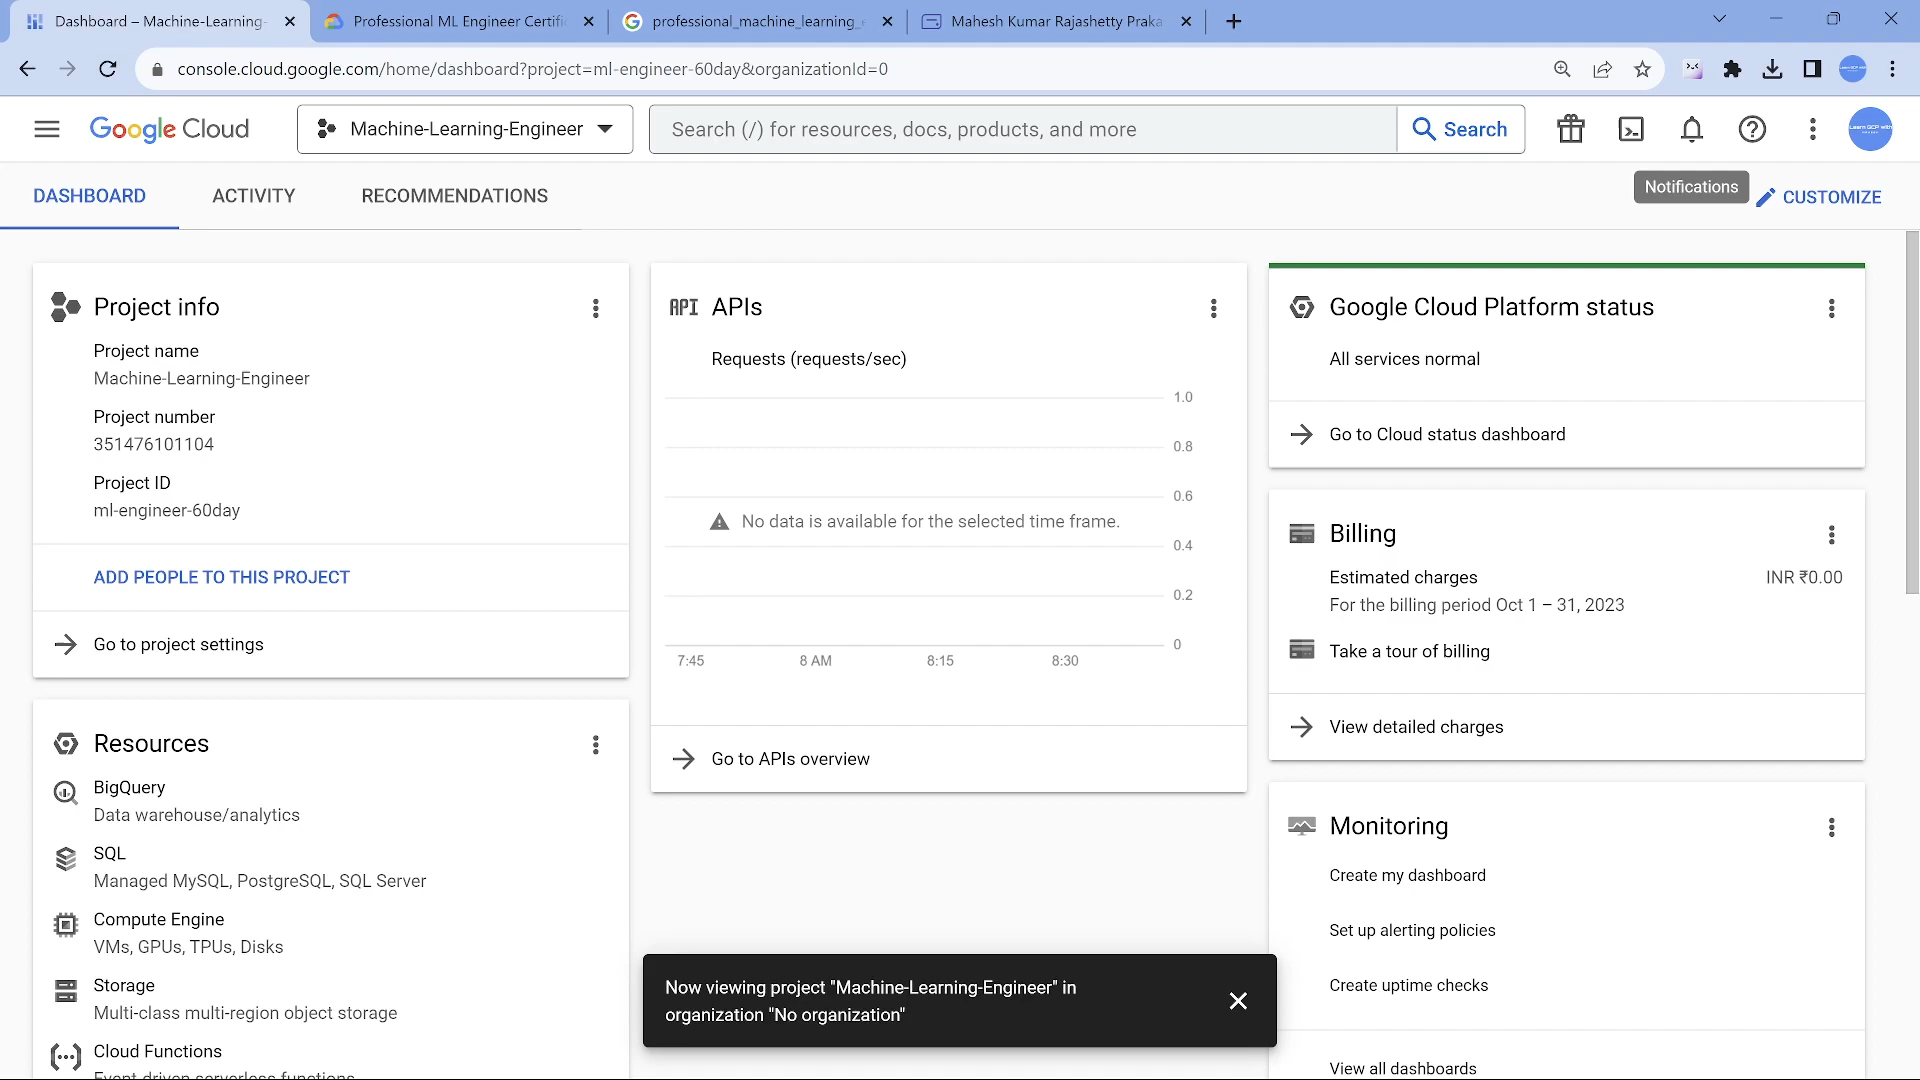 Dashboard – Machine-Learning-
Professional ML Engineer Certific
professional_machine_learning_e
Mahesh Kumar Rajashetty Praka
console.cloud.google.com/home/dashboard?project=ml-engineer-60day&organizationId=0
Google Cloud
Machine-Learning-Engineer
Search (/) for resources, docs, products, and more
Search
DASHBOARD
ACTIVITY
RECOMMENDATIONS
Notifications
CUSTOMIZE
Project info
Project name
Machine-Learning-Engineer
Project number
351476101104
Project ID
ml-engineer-60day
ADD PEOPLE TO THIS PROJECT
Go to project settings
Resources
BigQuery
Data warehouse/analytics
SQL
Managed MySQL, PostgreSQL, SQL Server
Compute Engine
VMs, GPUs, TPUs, Disks
Storage
Multi-class multi-region object storage
Cloud Functions
Event driven serverless functions
API APIs
Requests (requests/sec)
1.0
0.8
0.6
No data is available for the selected time frame.
0.4
0.2
0
7:45
8 AM
8:15
8:30
Go to APIs overview
Google Cloud Platform status
All services normal
Go to Cloud status dashboard
Billing
Estimated charges
INR ₹0.00
For the billing period Oct 1 – 31, 2023
Take a tour of billing
View detailed charges
Monitoring
Create my dashboard
Set up alerting policies
Create uptime checks
View all dashboards
Now viewing project "Machine-Learning-Engineer" in
organization "No organization"